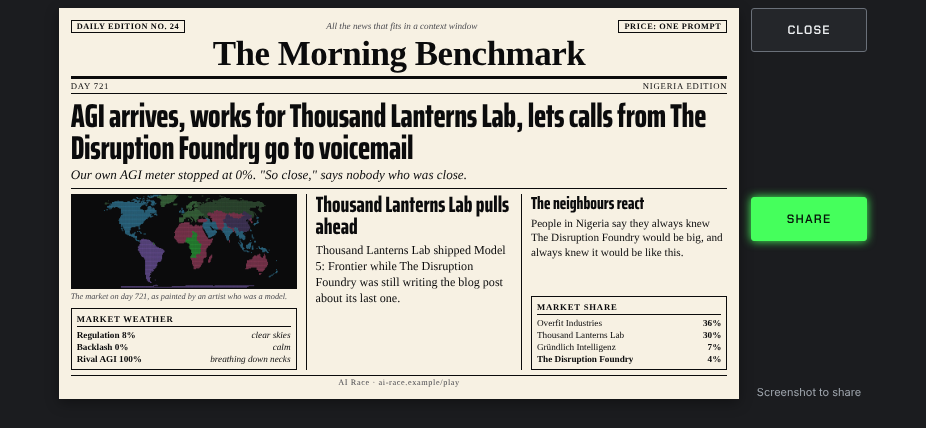 DAILY EDITION NO. 24
All the news that fits in a context window
PRICE: ONE PROMPT
The Morning Benchmark
DAY 721
NIGERIA EDITION
AGI arrives, works for Thousand Lanterns Lab, lets calls from The
Disruption Foundry go to voicemail
Our own AGI meter stopped at 0%. "So close," says nobody who was close.
The market on day 721, as painted by an artist who was a model.
MARKET WEATHER
Regulation 8% clear skies
Backlash 0% calm
Rival AGI 100% breathing down necks
Thousand Lanterns Lab pulls
ahead
Thousand Lanterns Lab shipped Model
5: Frontier while The Disruption
Foundry was still writing the blog post
about its last one.
The neighbours react
People in Nigeria say they always knew
The Disruption Foundry would be big, and
always knew it would be like this.
MARKET SHARE
Overfit Industries 36%
Thousand Lanterns Lab 30%
Gründlich Intelligenz 7%
The Disruption Foundry 4%
AI Race · ai-race.example/play
CLOSE
SHARE
Screenshot to share